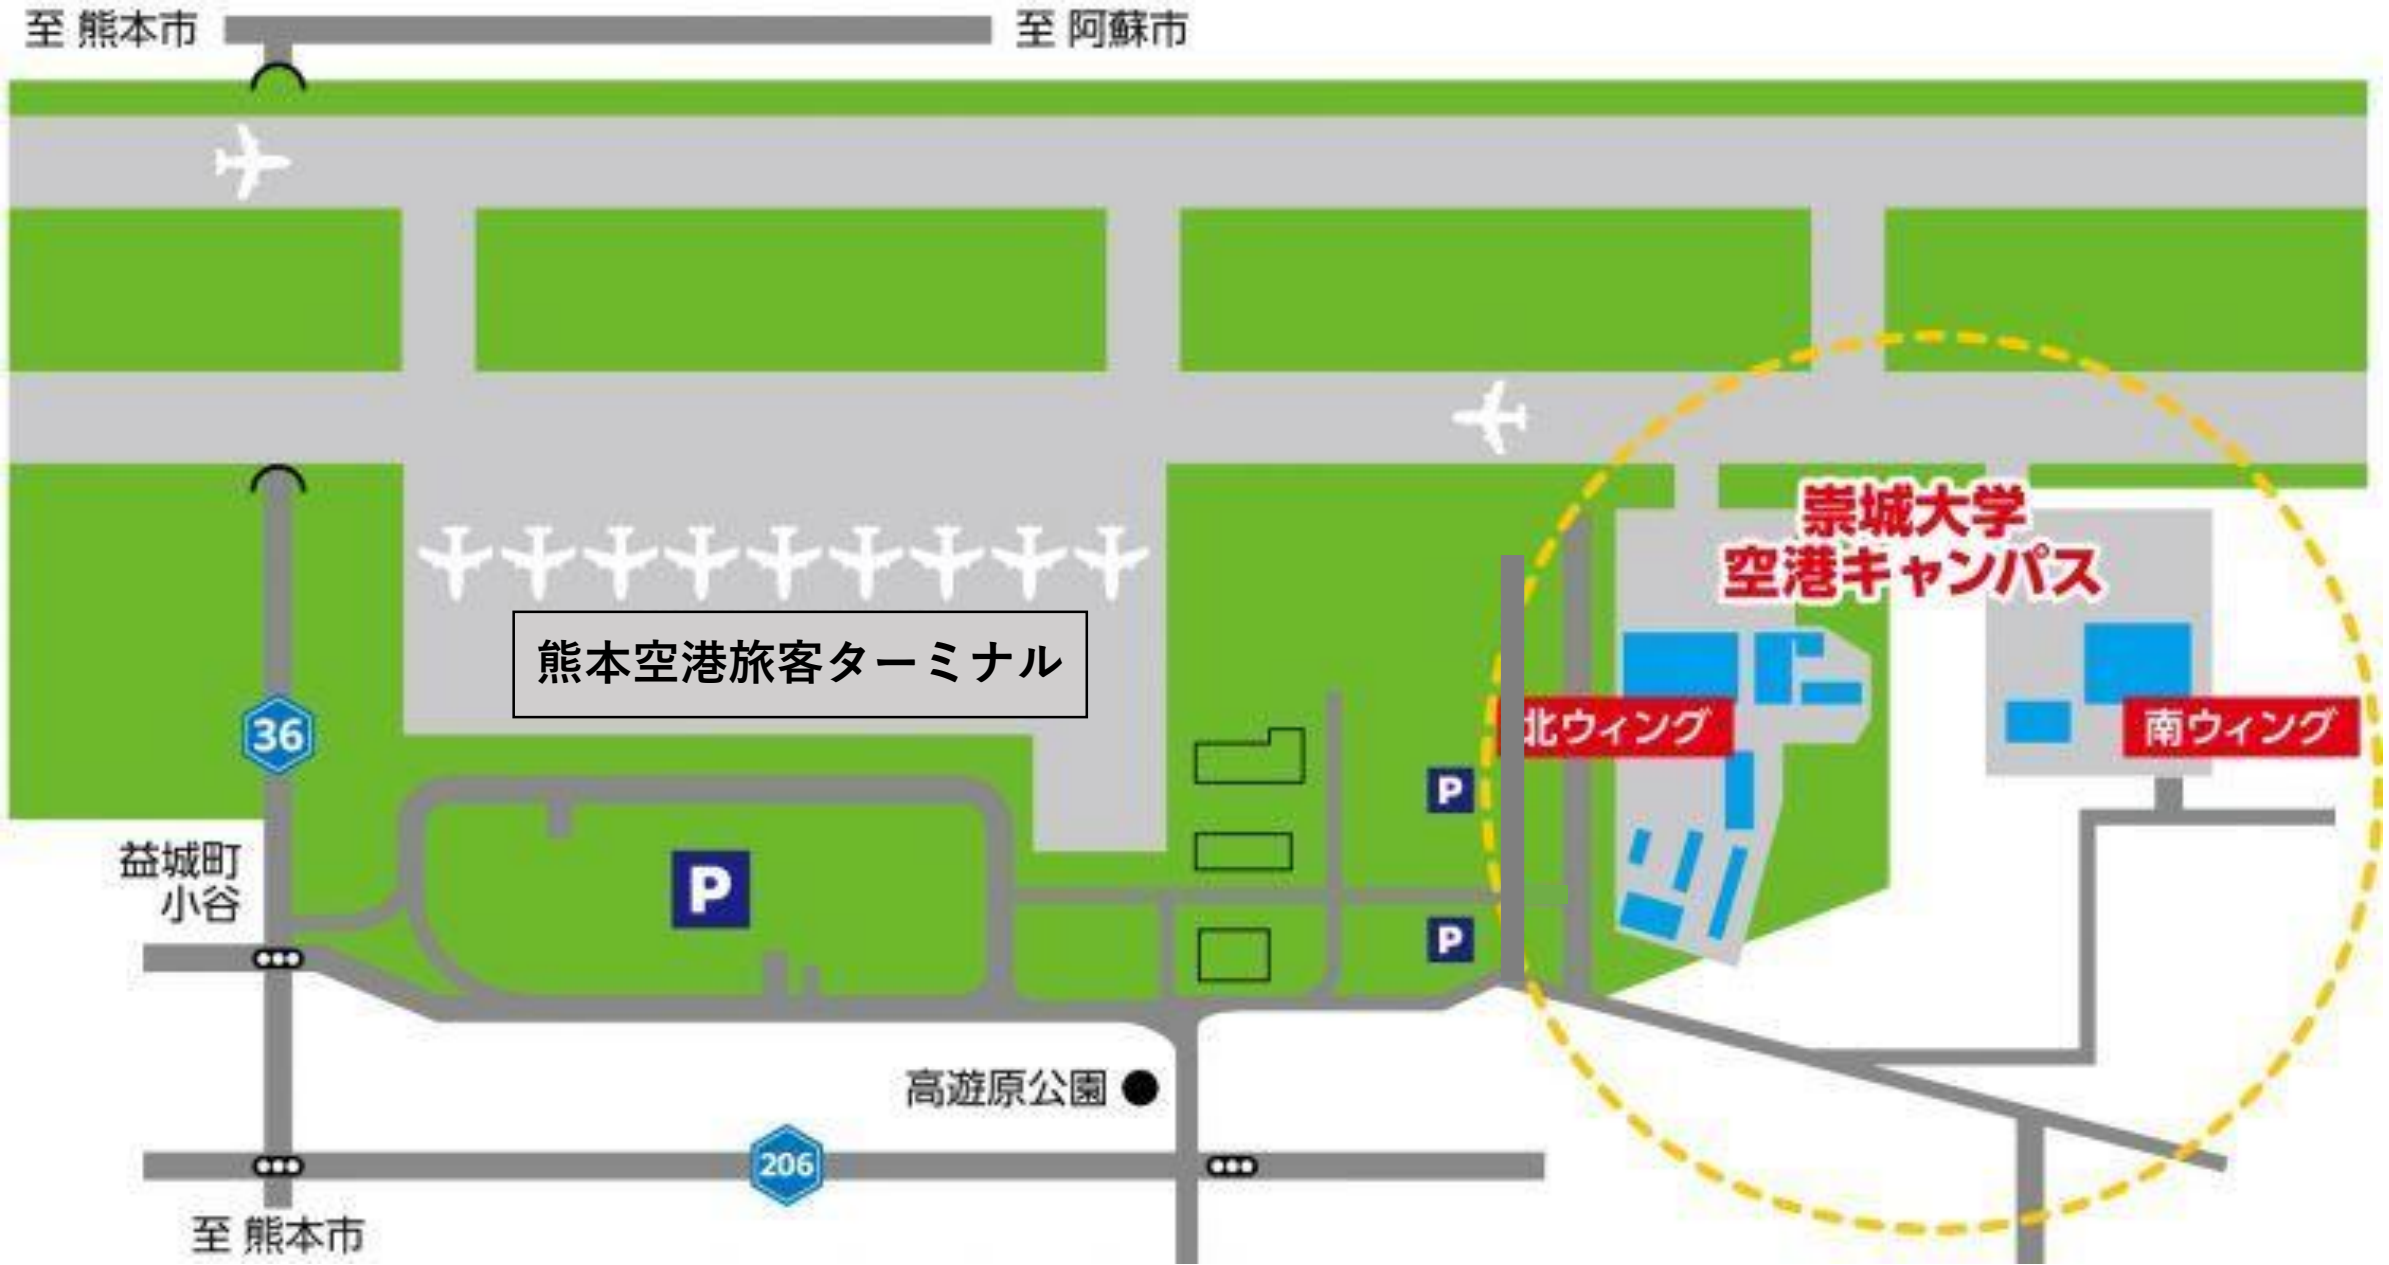 至 熊本市
至 阿蘇市
崇城大学
空港キャンパス
熊本空港旅客ターミナル
36
北ウィング
南ウィング
P
益城町
小谷
P
P
高遊原公園
206
至 熊本市